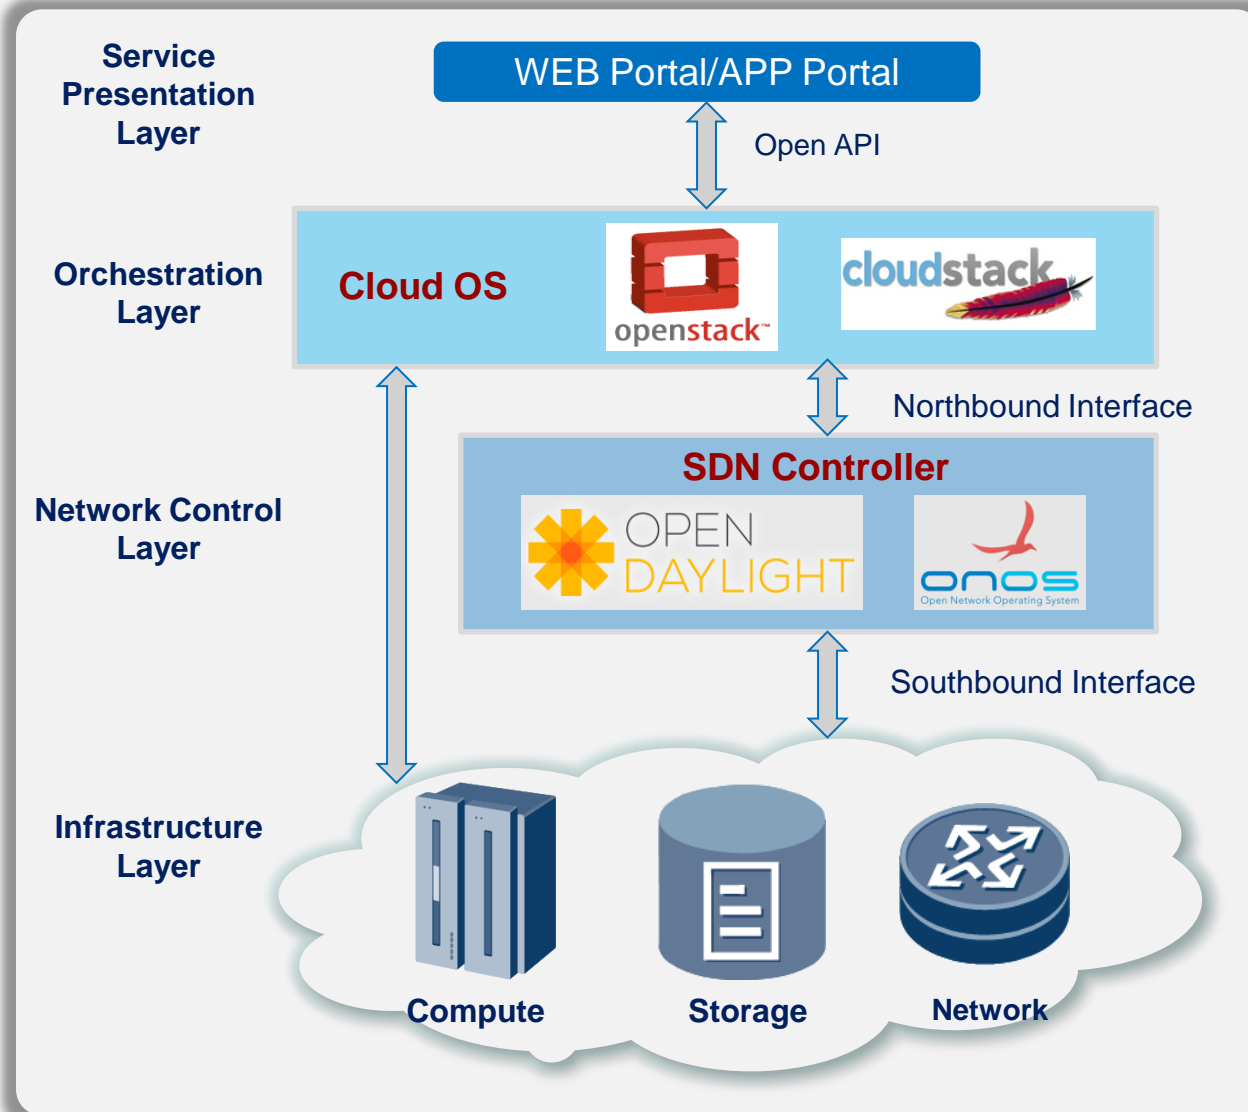 Service
Presentation
Layer
WEB Portal/APP Portal
Open API
Orchestration
Layer
Cloud OS
openstack™
cloudstack
Northbound Interface
Network Control
Layer
SDN Controller
OPEN
DAYLIGHT
onos
Open Network Operating System
Southbound Interface
Infrastructure
Layer
Compute
Storage
Network